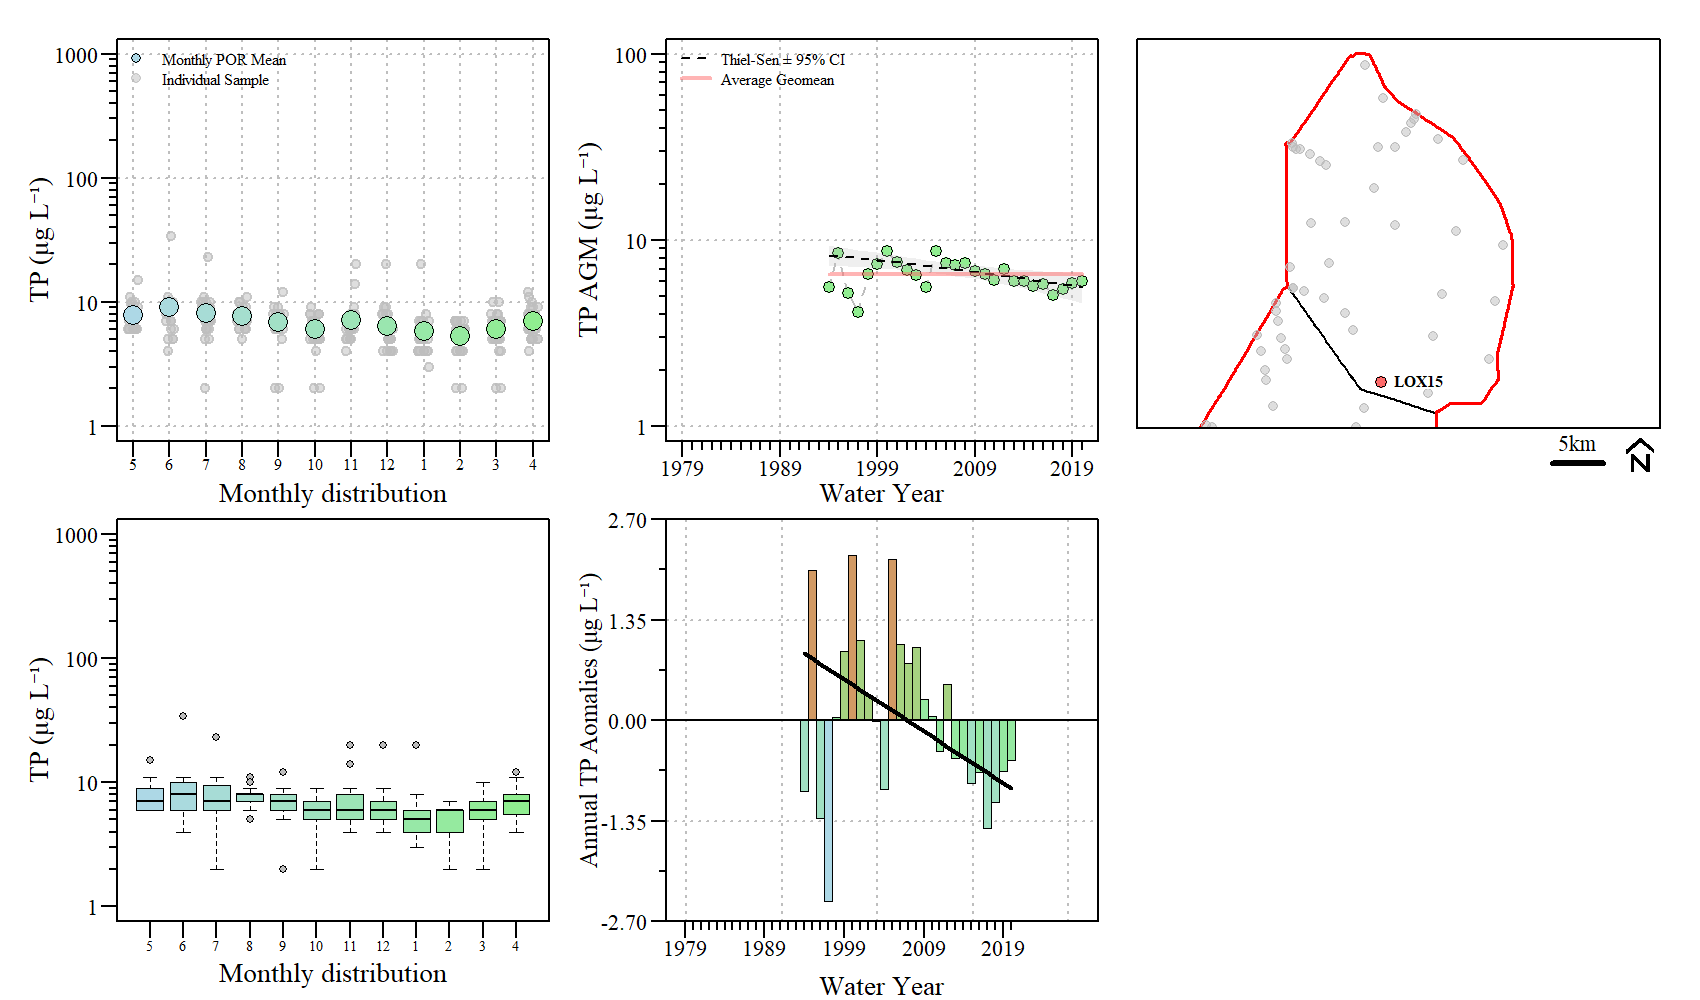 1000
100
10
1
TP (µg L⁻¹)
Monthly POR Mean
Individual Sample
5 6 7 8 9 10 11 12 1 2 3 4
Monthly distribution
100
10
1
TP AGM (µg L⁻¹)
Thiel-Sen ± 95% CI
Average Geomean
1979 1989 1999 2009 2019
Water Year
LOX15
5km
N
1000
100
10
1
TP (µg L⁻¹)
5 6 7 8 9 10 11 12 1 2 3 4
Monthly distribution
2.70
1.35
0.00
-1.35
-2.70
Annual TP Aomalies (µg L⁻¹)
1979 1989 1999 2009 2019
Water Year